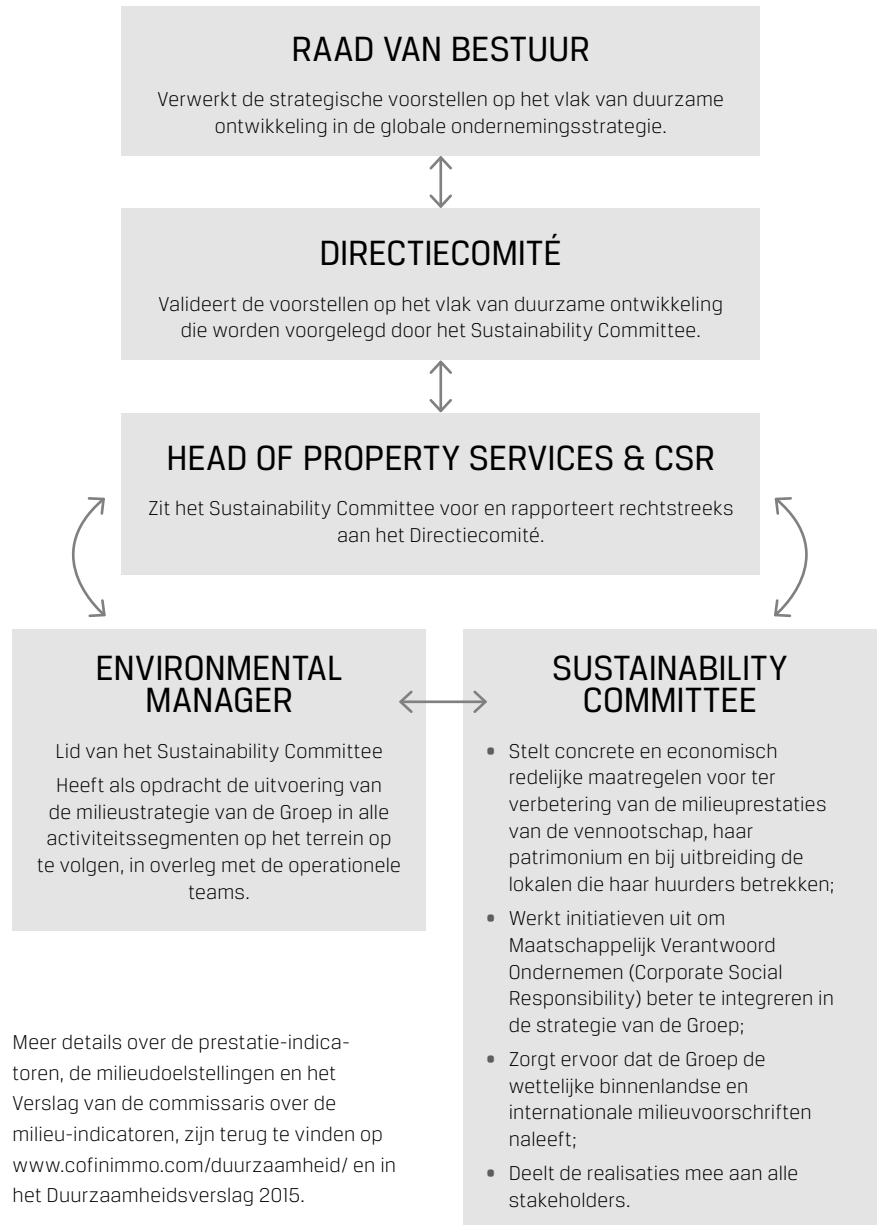 RAAD VAN BESTUUR
Verwerkt de strategische voorstellen op het vlak van duurzame
ontwikkeling in de globale ondernemingsstrategie.
DIRECTIECOMITÉ
Valideert de voorstellen op het vlak van duurzame ontwikkeling
die worden voorgelegd door het Sustainability Committee.
HEAD OF PROPERTY SERVICES & CSR
Zit het Sustainability Committee voor en rapporteert rechtstreeks
aan het Directiecomité.
ENVIRONMENTAL
MANAGER
Lid van het Sustainability Committee
Heeft als opdracht de uitvoering van
de milieustrategie van de Groep in alle
activiteitssegmenten op het terrein op
te volgen, in overleg met de operationele
teams.
SUSTAINABILITY
COMMITTEE
• Stelt concrete en economisch
redelijke maatregelen voor ter
verbetering van de milieuprestaties
van de vennootschap, haar
patrimonium en bij uitbreiding de
lokalen die haar huurders betrekken;
• Werkt initiatieven uit om
Maatschappelijk Verantwoord
Ondernemen (Corporate Social
Responsibility) beter te integreren in
de strategie van de Groep;
• Zorgt ervoor dat de Groep de
wettelijke binnenlandse en
internationale milieuvoorschriften
naleeft;
• Deelt de realisaties mee aan alle
stakeholders.
Meer details over de prestatie-indica-
toren, de milieudoelstellingen en het
Verslag van de commissaris over de
milieu-indicatoren, zijn terug te vinden op
www.cofinimmo.com/duurzaamheid/ en in
het Duurzaamheidsverslag 2015.